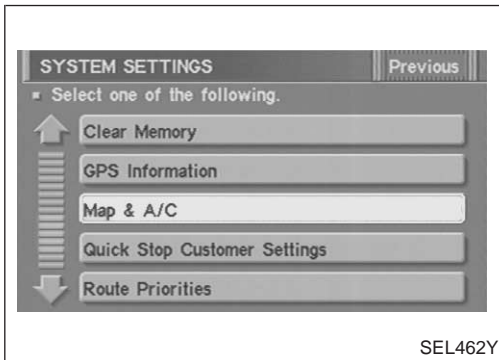 SYSTEM SETTINGS Previous
Select one of the following.
Clear Memory
GPS Information
Map & A/C
Quick Stop Customer Settings
Route Priorities
SEL462Y